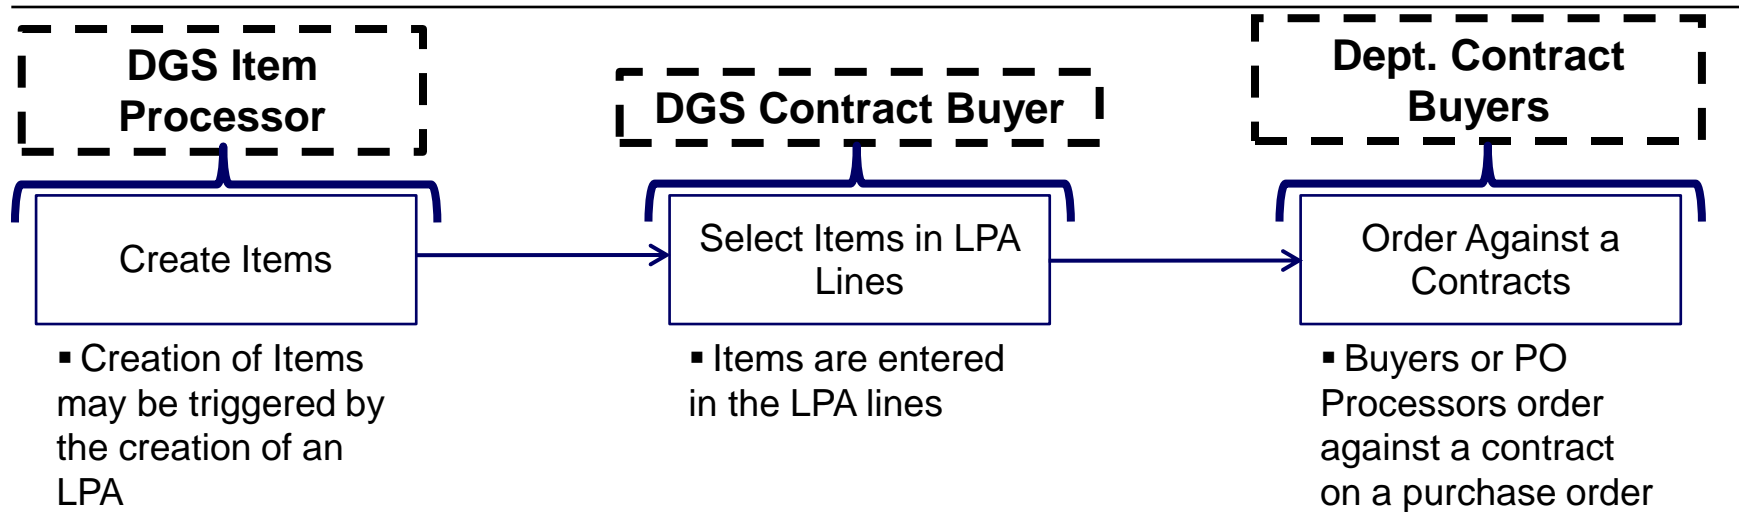 DGS Item
Processor
DGS Contract Buyer
Dept. Contract
Buyers
Create Items
Select Items in LPA
Lines
Order Against a
Contracts
▪ Creation of Items
may be triggered by
the creation of an
LPA
▪ Items are entered
in the LPA lines
▪ Buyers or PO
Processors order
against a contract
on a purchase order